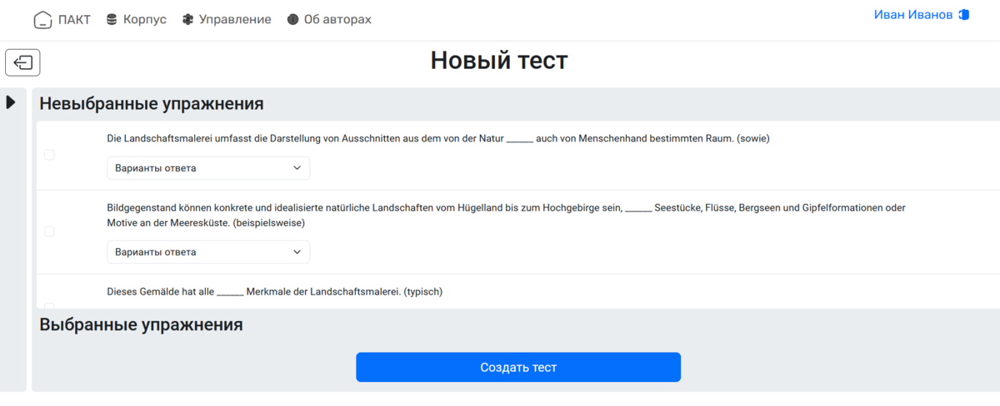 ПАКТ Корпус Управление Об авторах Иван Иванов
Новый тест
Невыбранные упражнения
Die Landschaftsmalerei umfasst die Darstellung von Ausschnitten aus dem von der Natur ______ auch von Menschenhand bestimmten Raum. (sowie)
Варианты ответа
Bildgegenstand können konkrete und idealisierte natürliche Landschaften vom Hügelland bis zum Hochgebirge sein, ______ Seestücke, Flüsse, Bergseen und Gipfelformationen oder
Motive an der Meeresküste. (beispielsweise)
Варианты ответа
Dieses Gemälde hat alle ______ Merkmale der Landschaftsmalerei. (typisch)
Выбранные упражнения
Создать тест